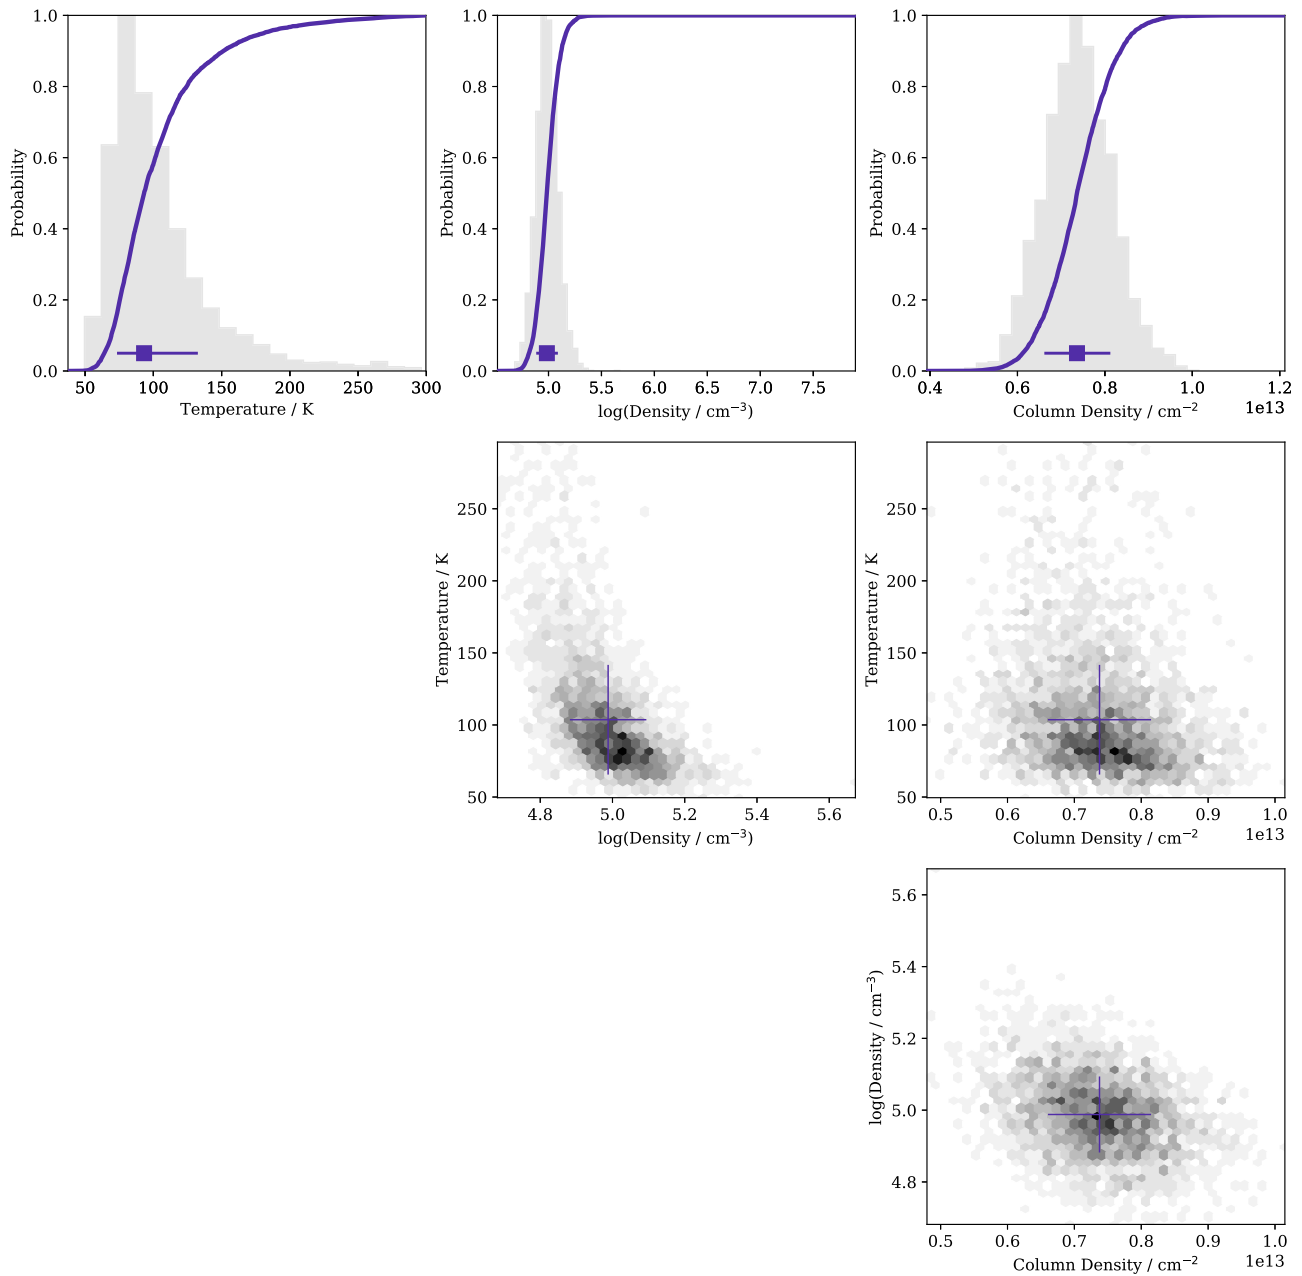 1.0
0.8
0.6
0.4
0.2
0.0
Probability
50 100 150 200 250 300
Temperature / K
1.0
0.8
0.6
0.4
0.2
0.0
Probability
5.0 5.5 6.0 6.5 7.0 7.5
log(Density / cm⁻³)
1.0
0.8
0.6
0.4
0.2
0.0
Probability
0.4 0.6 0.8 1.0 1.2
1e13
Column Density / cm⁻²
250
200
150
100
50
Temperature / K
4.8 5.0 5.2 5.4 5.6
log(Density / cm⁻³)
250
200
150
100
50
Temperature / K
0.5 0.6 0.7 0.8 0.9 1.0
1e13
Column Density / cm⁻²
5.6
5.4
5.2
5.0
4.8
log(Density / cm⁻³)
0.5 0.6 0.7 0.8 0.9 1.0
1e13
Column Density / cm⁻²